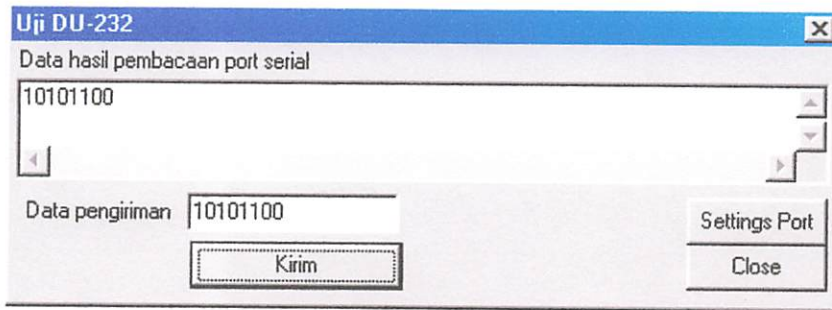 Uji DU-232
Data hasil pembacaan port serial
10101100
Data pengiriman 10101100
Settings Port
Kirim
Close